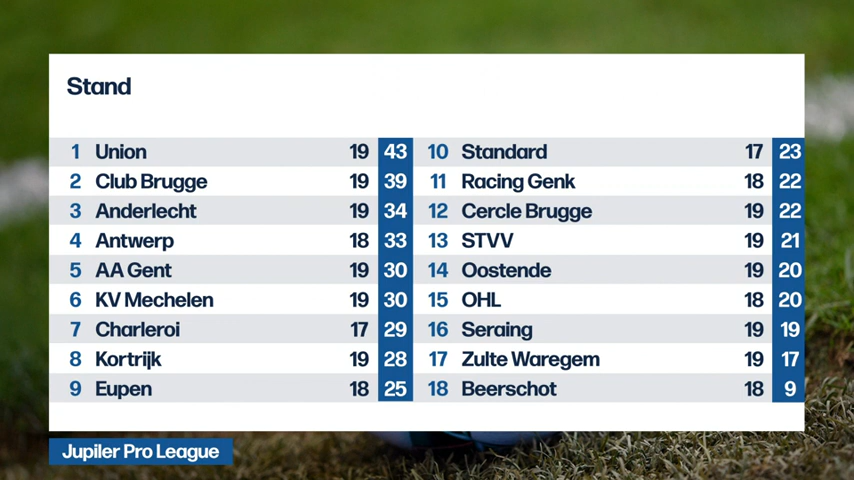 Stand
1 Union 19 43
2 Club Brugge 19 39
3 Anderlecht 19 34
4 Antwerp 18 33
5 AA Gent 19 30
6 KV Mechelen 19 30
7 Charleroi 17 29
8 Kortrijk 19 28
9 Eupen 18 25
10 Standard 17 23
11 Racing Genk 18 22
12 Cercle Brugge 19 22
13 STVV 19 21
14 Oostende 19 20
15 OHL 18 20
16 Seraing 19 19
17 Zulte Waregem 19 17
18 Beerschot 18 9
Jupiler Pro League